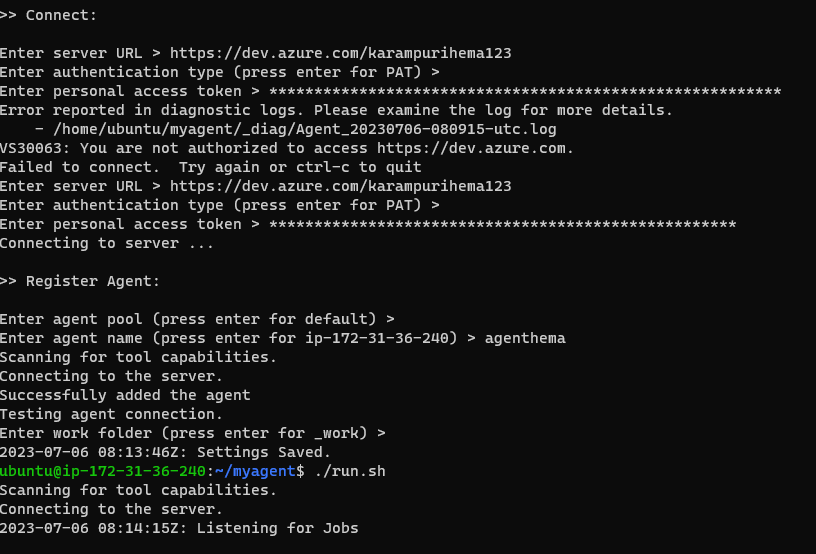 >> Connect:
Enter server URL > https://dev.azure.com/karampurihema123
Enter authentication type (press enter for PAT) >
Enter personal access token > *********************************************************
Error reported in diagnostic logs. Please examine the log for more details.
    - /home/ubuntu/myagent/_diag/Agent_20230706-080915-utc.log
VS30063: You are not authorized to access https://dev.azure.com.
Failed to connect.  Try again or ctrl-c to quit
Enter server URL > https://dev.azure.com/karampurihema123
Enter authentication type (press enter for PAT) >
Enter personal access token > ****************************************************
Connecting to server ...
>> Register Agent:
Enter agent pool (press enter for default) >
Enter agent name (press enter for ip-172-31-36-240) > agenthema
Scanning for tool capabilities.
Connecting to the server.
Successfully added the agent
Testing agent connection.
Enter work folder (press enter for _work) >
2023-07-06 08:13:46Z: Settings Saved.
ubuntu@ip-172-31-36-240:~/myagent$ ./run.sh
Scanning for tool capabilities.
Connecting to the server.
2023-07-06 08:14:15Z: Listening for Jobs